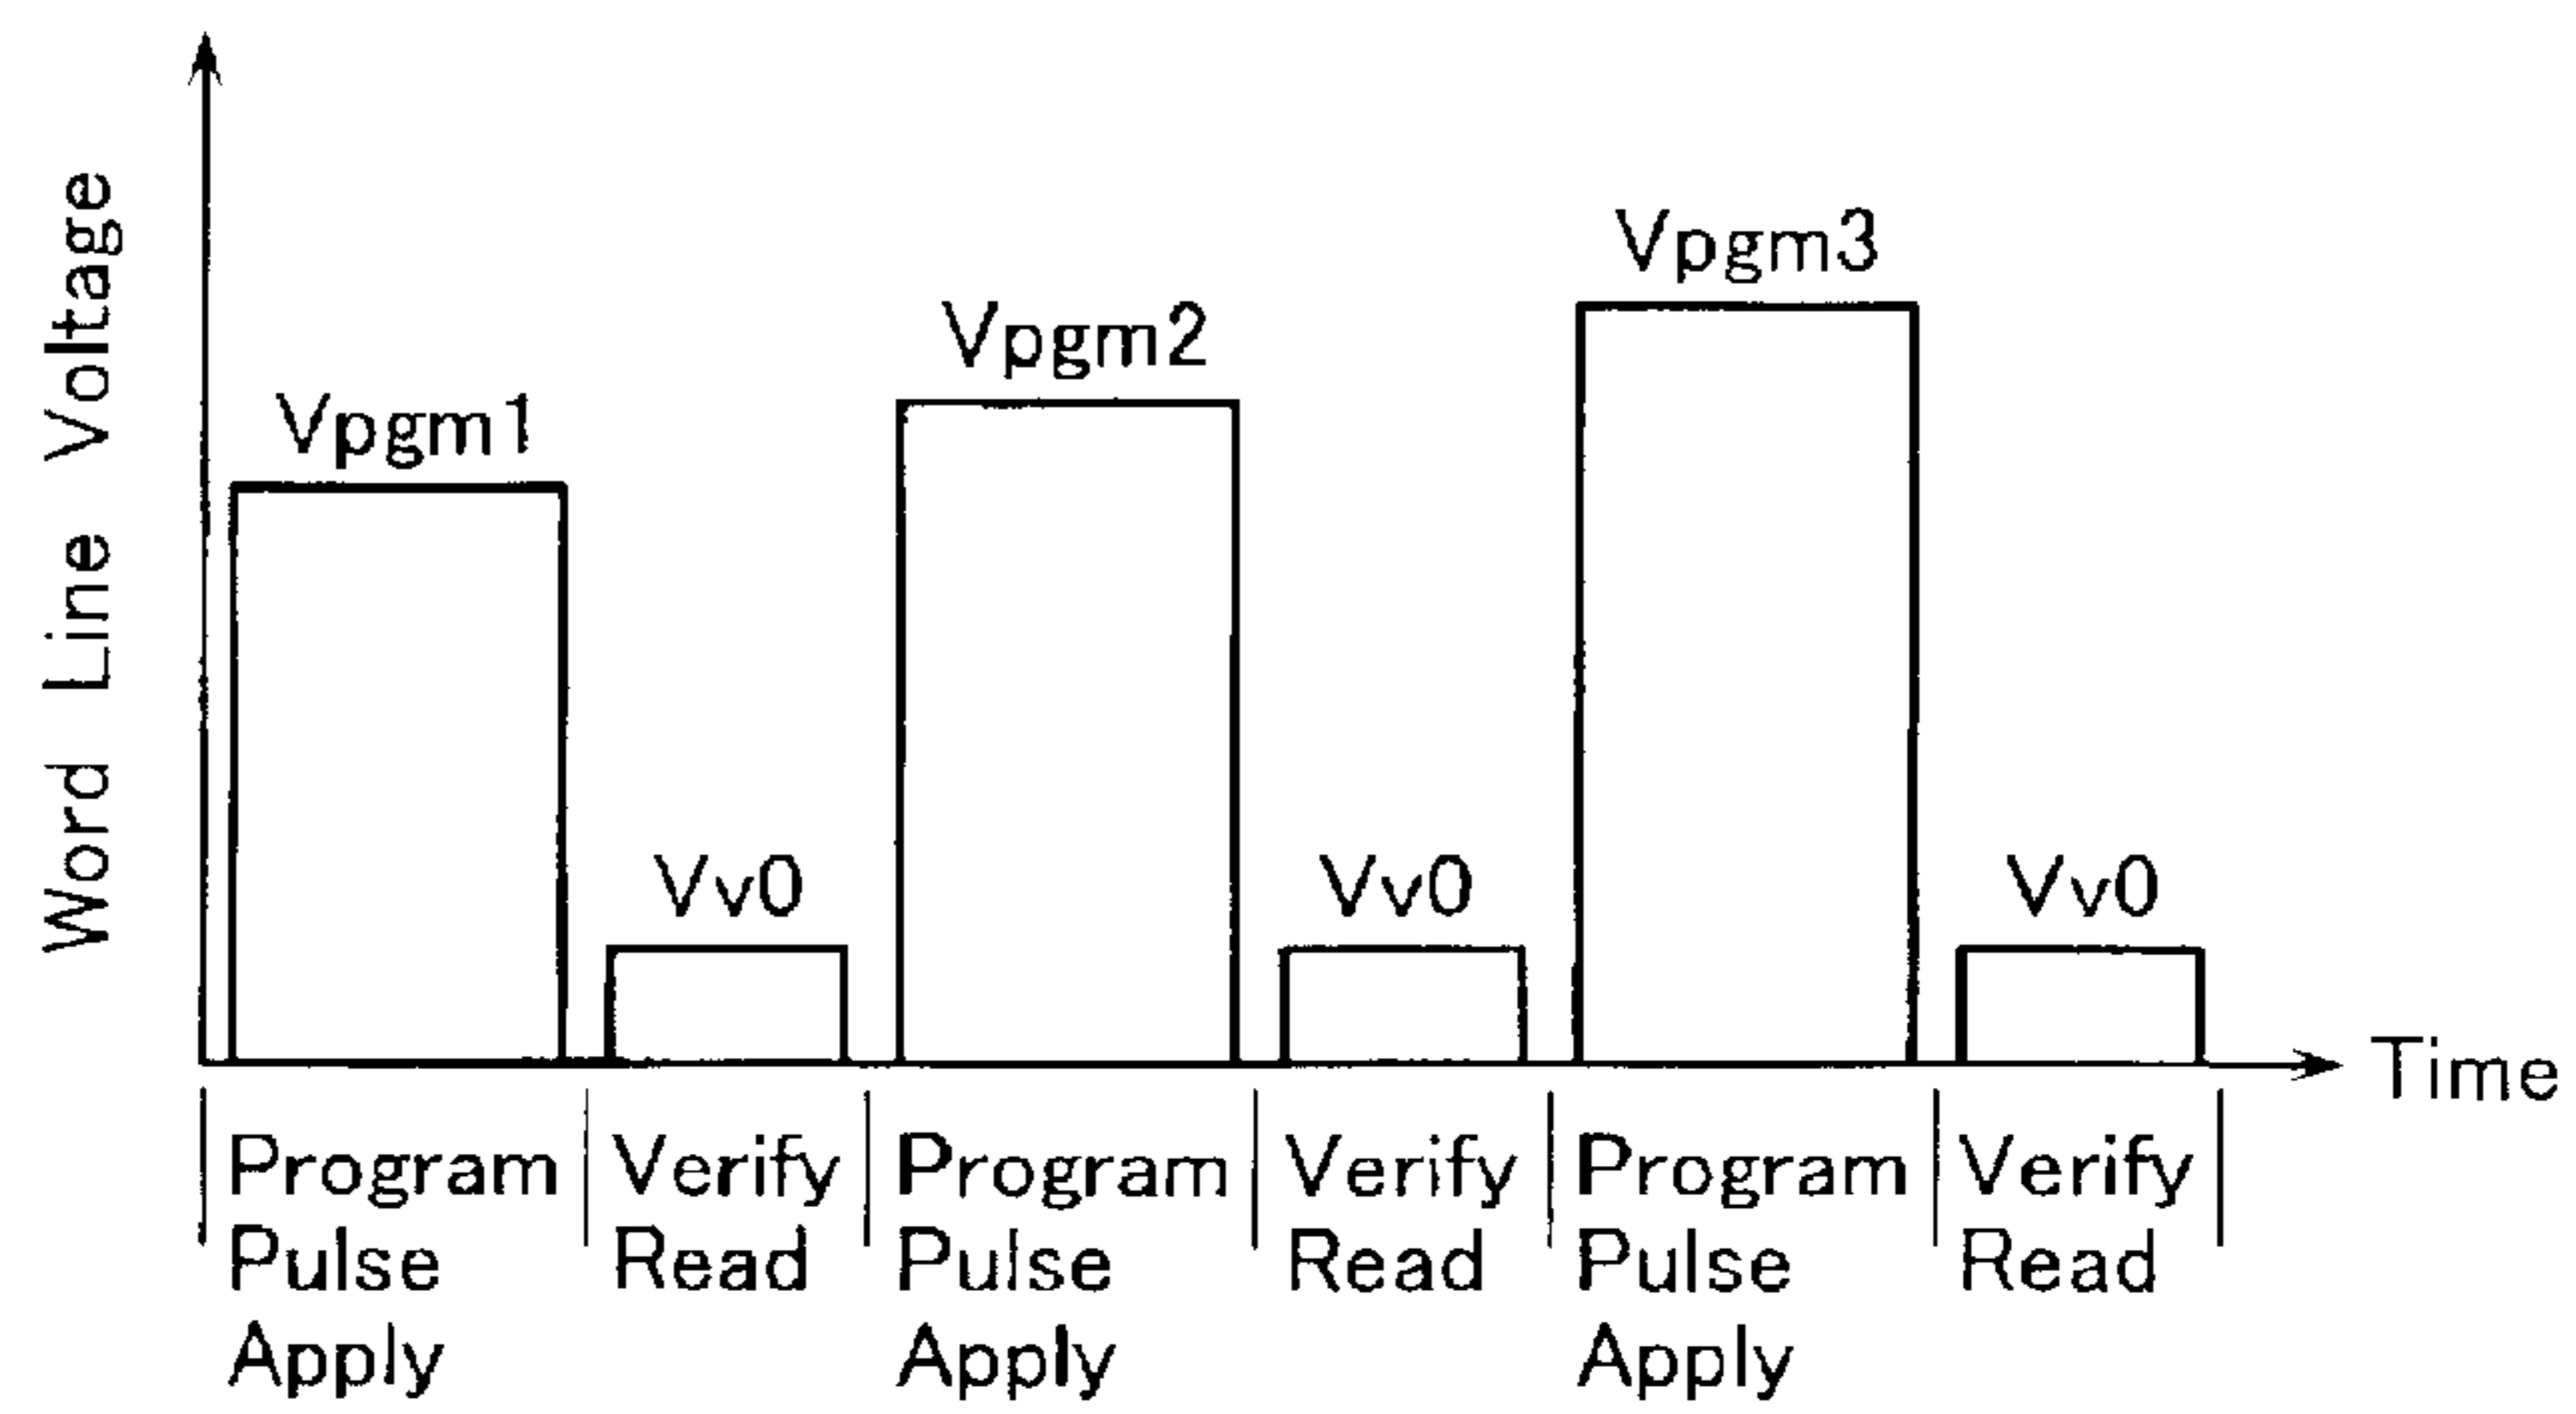 Word Line Voltage
Vpgm1
Vv0
Vpgm2
Vv0
Vpgm3
Vv0
Time
Program
Pulse
Apply
Verify
Read
Program
Pulse
Apply
Verify
Read
Program
Pulse
Apply
Verify
Read